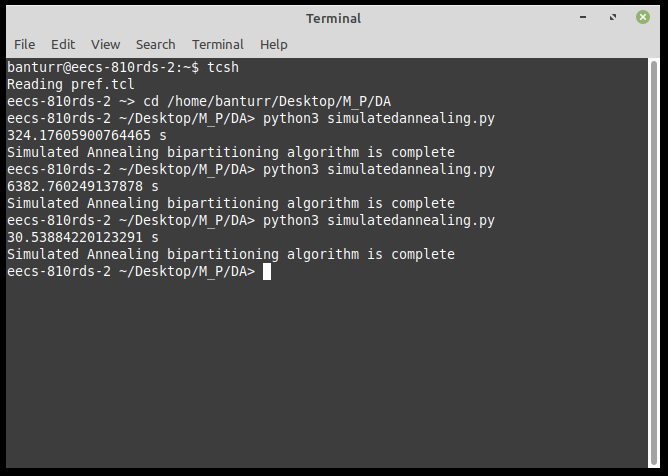 Terminal
File Edit View Search Terminal Help
banturr@eecs-810rds-2:~$ tcsh
Reading pref.tcl
eecs-810rds-2 ~> cd /home/banturr/Desktop/M_P/DA
eecs-810rds-2 ~/Desktop/M_P/DA> python3 simulatedannealing.py
324.17605900764465 s
Simulated Annealing bipartitioning algorithm is complete
eecs-810rds-2 ~/Desktop/M_P/DA> python3 simulatedannealing.py
6382.760249137878 s
Simulated Annealing bipartitioning algorithm is complete
eecs-810rds-2 ~/Desktop/M_P/DA> python3 simulatedannealing.py
30.53884220123291 s
Simulated Annealing bipartitioning algorithm is complete
eecs-810rds-2 ~/Desktop/M_P/DA>